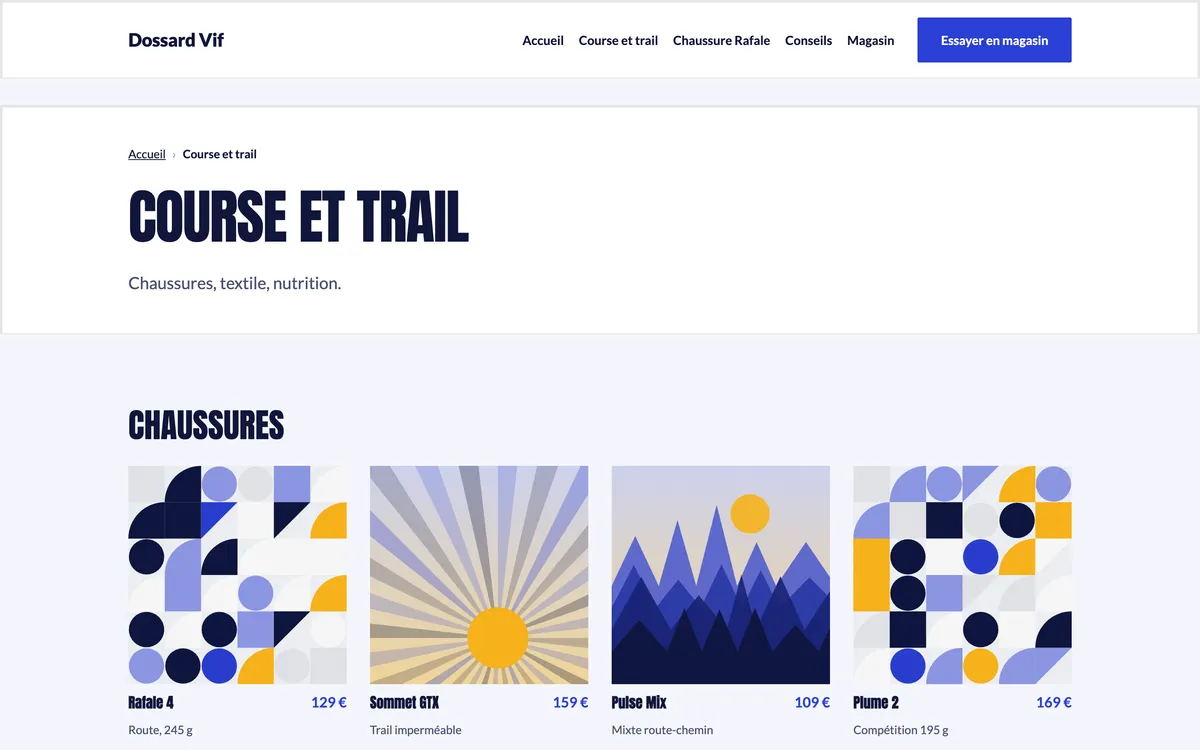 Dossard Vif
Accueil Course et trail Chaussure Rafale Conseils Magasin Essayer en magasin
Accueil › Course et trail
COURSE ET TRAIL
Chaussures, textile, nutrition.
CHAUSSURES
Rafale 4 129 €
Route, 245 g
Sommet GTX 159 €
Trail imperméable
Pulse Mix 109 €
Mixte route-chemin
Plume 2 169 €
Compétition 195 g